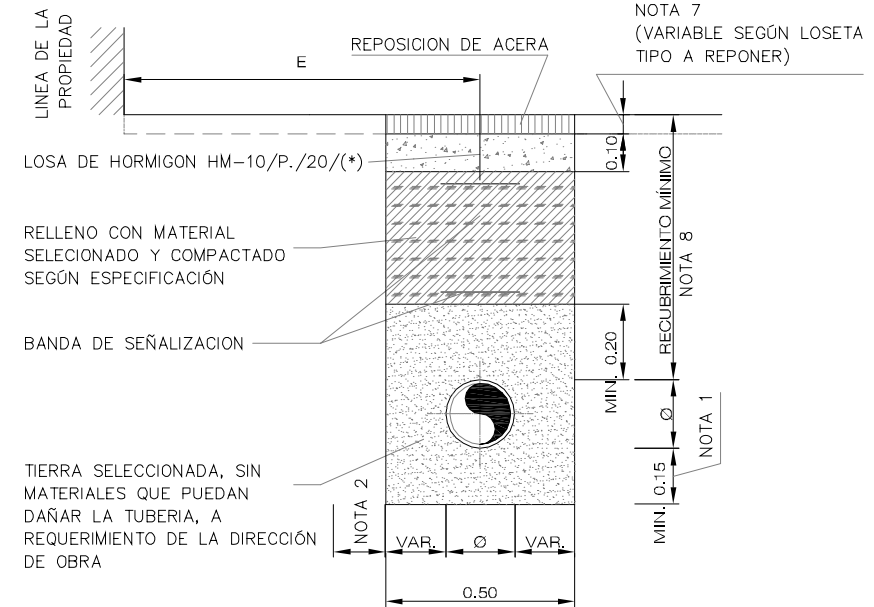 LINEA DE LA
PROPIEDAD
E
REPOSICION DE ACERA
NOTA 7
(VARIABLE SEGÚN LOSETA
TIPO A REPONER)
LOSA DE HORMIGON HM-10/P./20/(*)
0.10
RELLENO CON MATERIAL
SELECIONADO Y COMPACTADO
SEGÚN ESPECIFICACIÓN
RECUBRIMIENTO MÍNIMO
NOTA 8
BANDA DE SEÑALIZACION
MIN. 0.20
Ø
NOTA 1
MIN. 0.15
TIERRA SELECCIONADA, SIN
MATERIALES QUE PUEDAN
DAÑAR LA TUBERIA, A
REQUERIMIENTO DE LA DIRECCIÓN
DE OBRA
NOTA 2
VAR.
Ø
VAR.
0.50